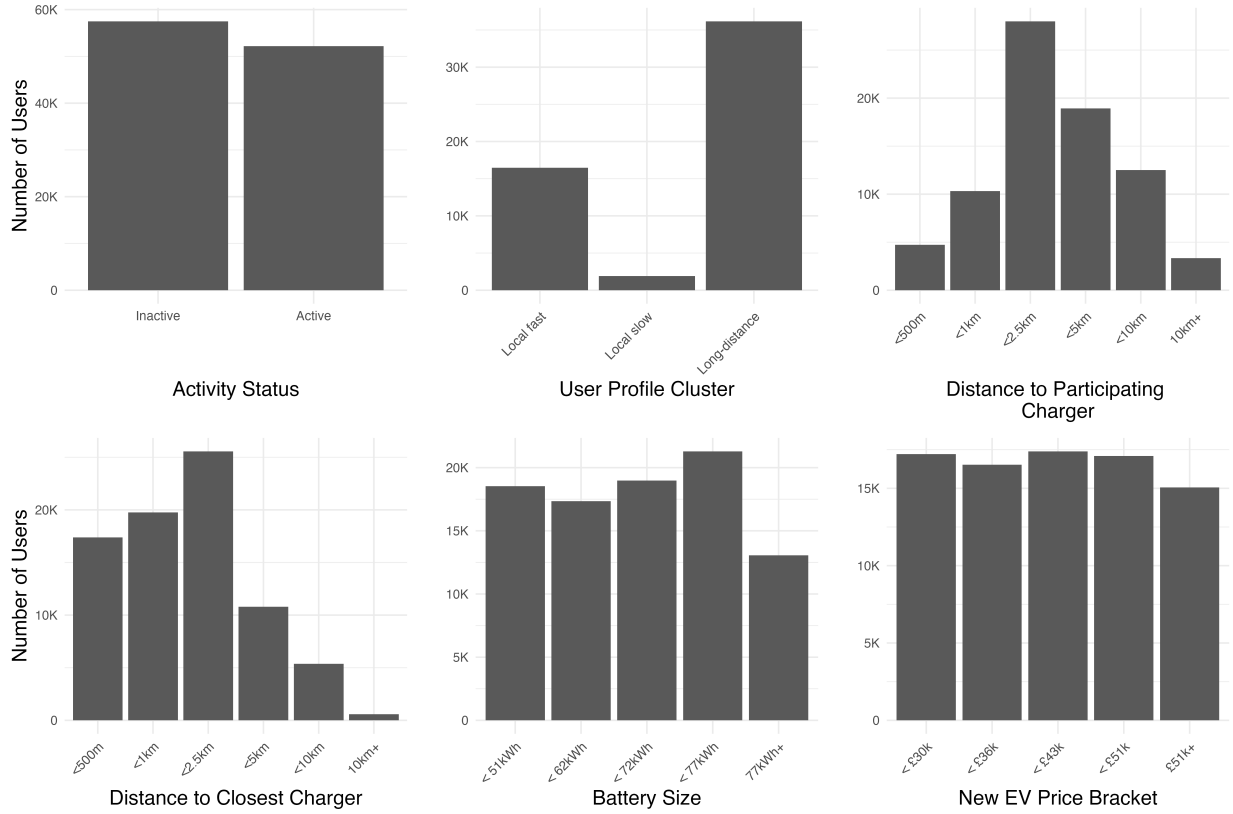 Number of Users
60K
40K
20K
0
Inactive
Active
Activity Status
30K
20K
10K
0
Local fast
Local slow
Long-distance
User Profile Cluster
20K
10K
0
<500m
<1km
<2.5km
<5km
<10km
10km+
Distance to Participating
Charger
Number of Users
20K
10K
0
<500m
<1km
<2.5km
<5km
<10km
10km+
Distance to Closest Charger
20K
15K
10K
5K
0
< 51kWh
< 62kWh
< 72kWh
< 77kWh
77kWh+
Battery Size
15K
10K
5K
0
< £30k
< £36k
< £43k
< £51k
£51k+
New EV Price Bracket